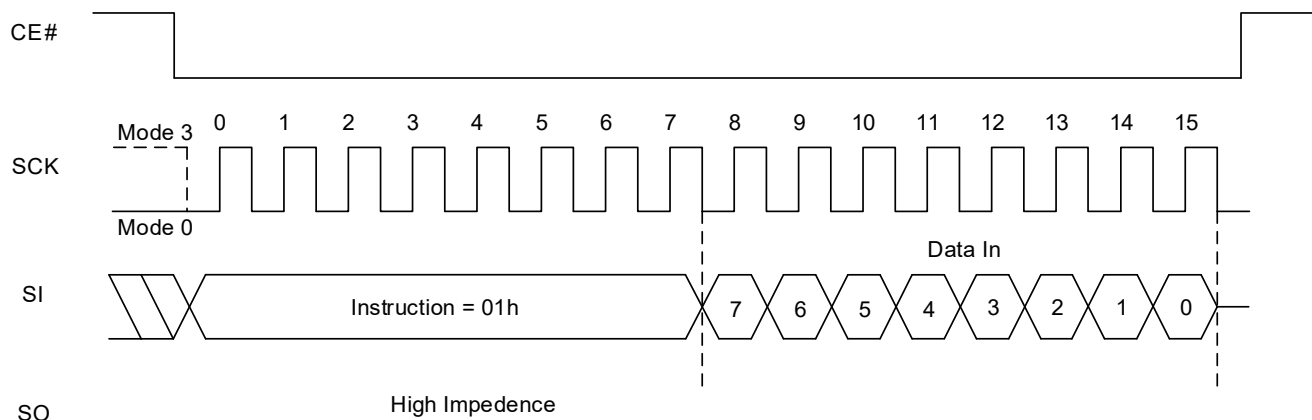 CE#
Mode 3
0 1 2 3 4 5 6 7 8 9 10 11 12 13 14 15
SCK
Mode 0
Data In
SI
Instruction = 01h
7 6 5 4 3 2 1 0
High Impedence
SO